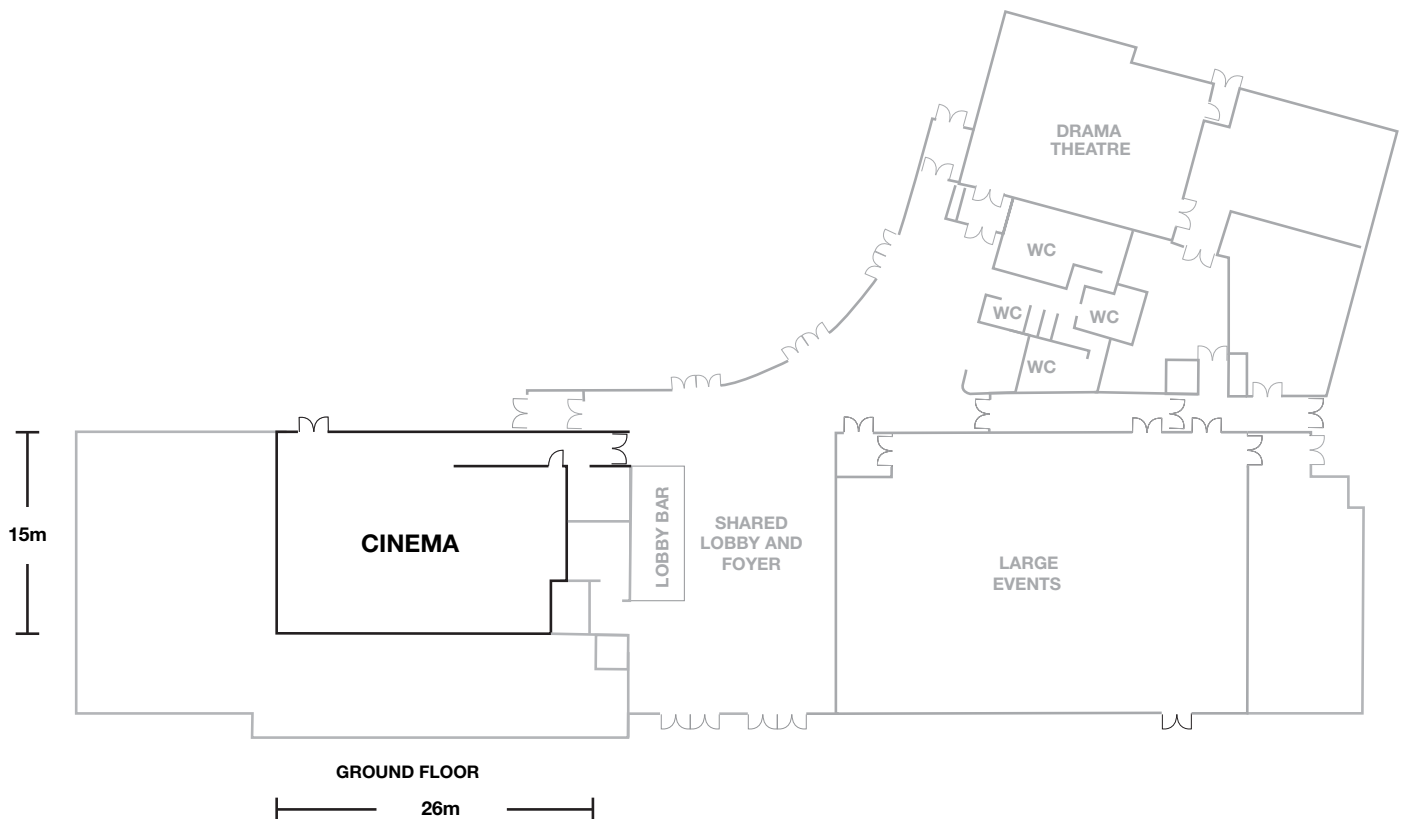 DRAMA
THEATRE
WC
WC
WC
WC
15m
CINEMA
LOBBY BAR
SHARED
LOBBY AND
FOYER
LARGE
EVENTS
GROUND FLOOR
26m